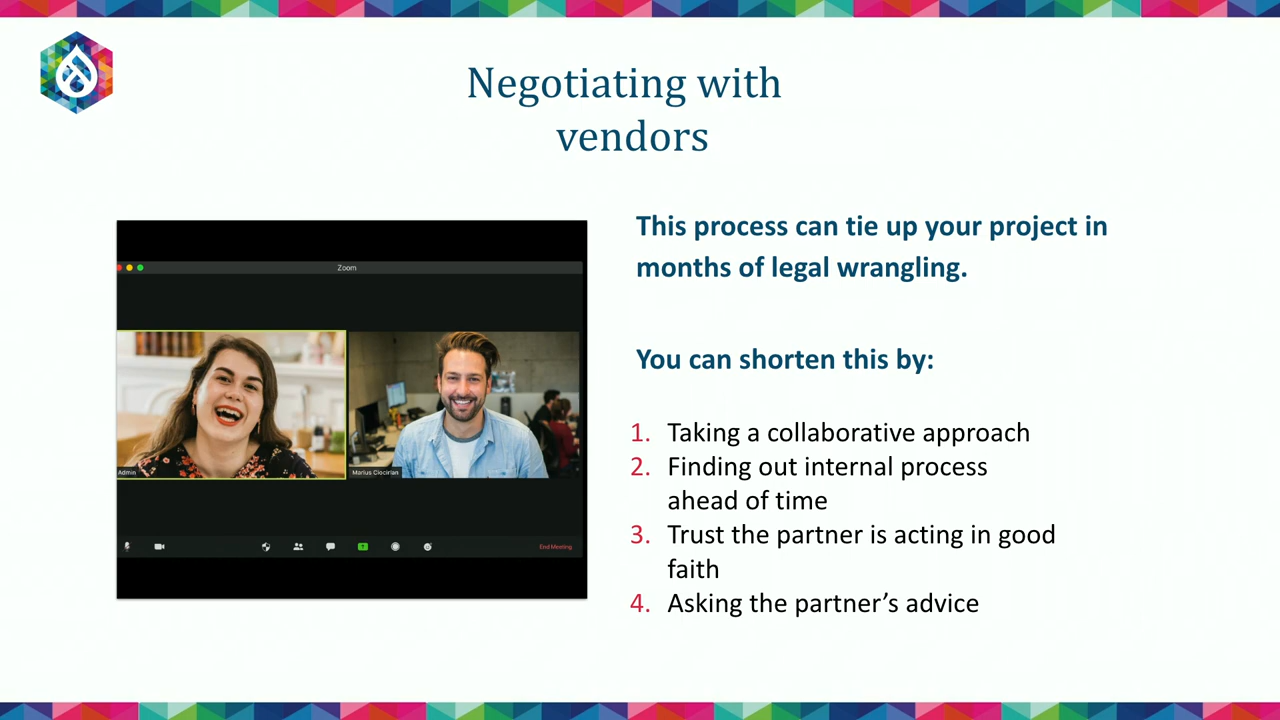 Negotiating with
vendors
This process can tie up your project in
months of legal wrangling.
You can shorten this by:
1. Taking a collaborative approach
2. Finding out internal process
ahead of time
3. Trust the partner is acting in good
faith
4. Asking the partner’s advice
Zoom
Admin
Marius Ciocirlan
End Meeting